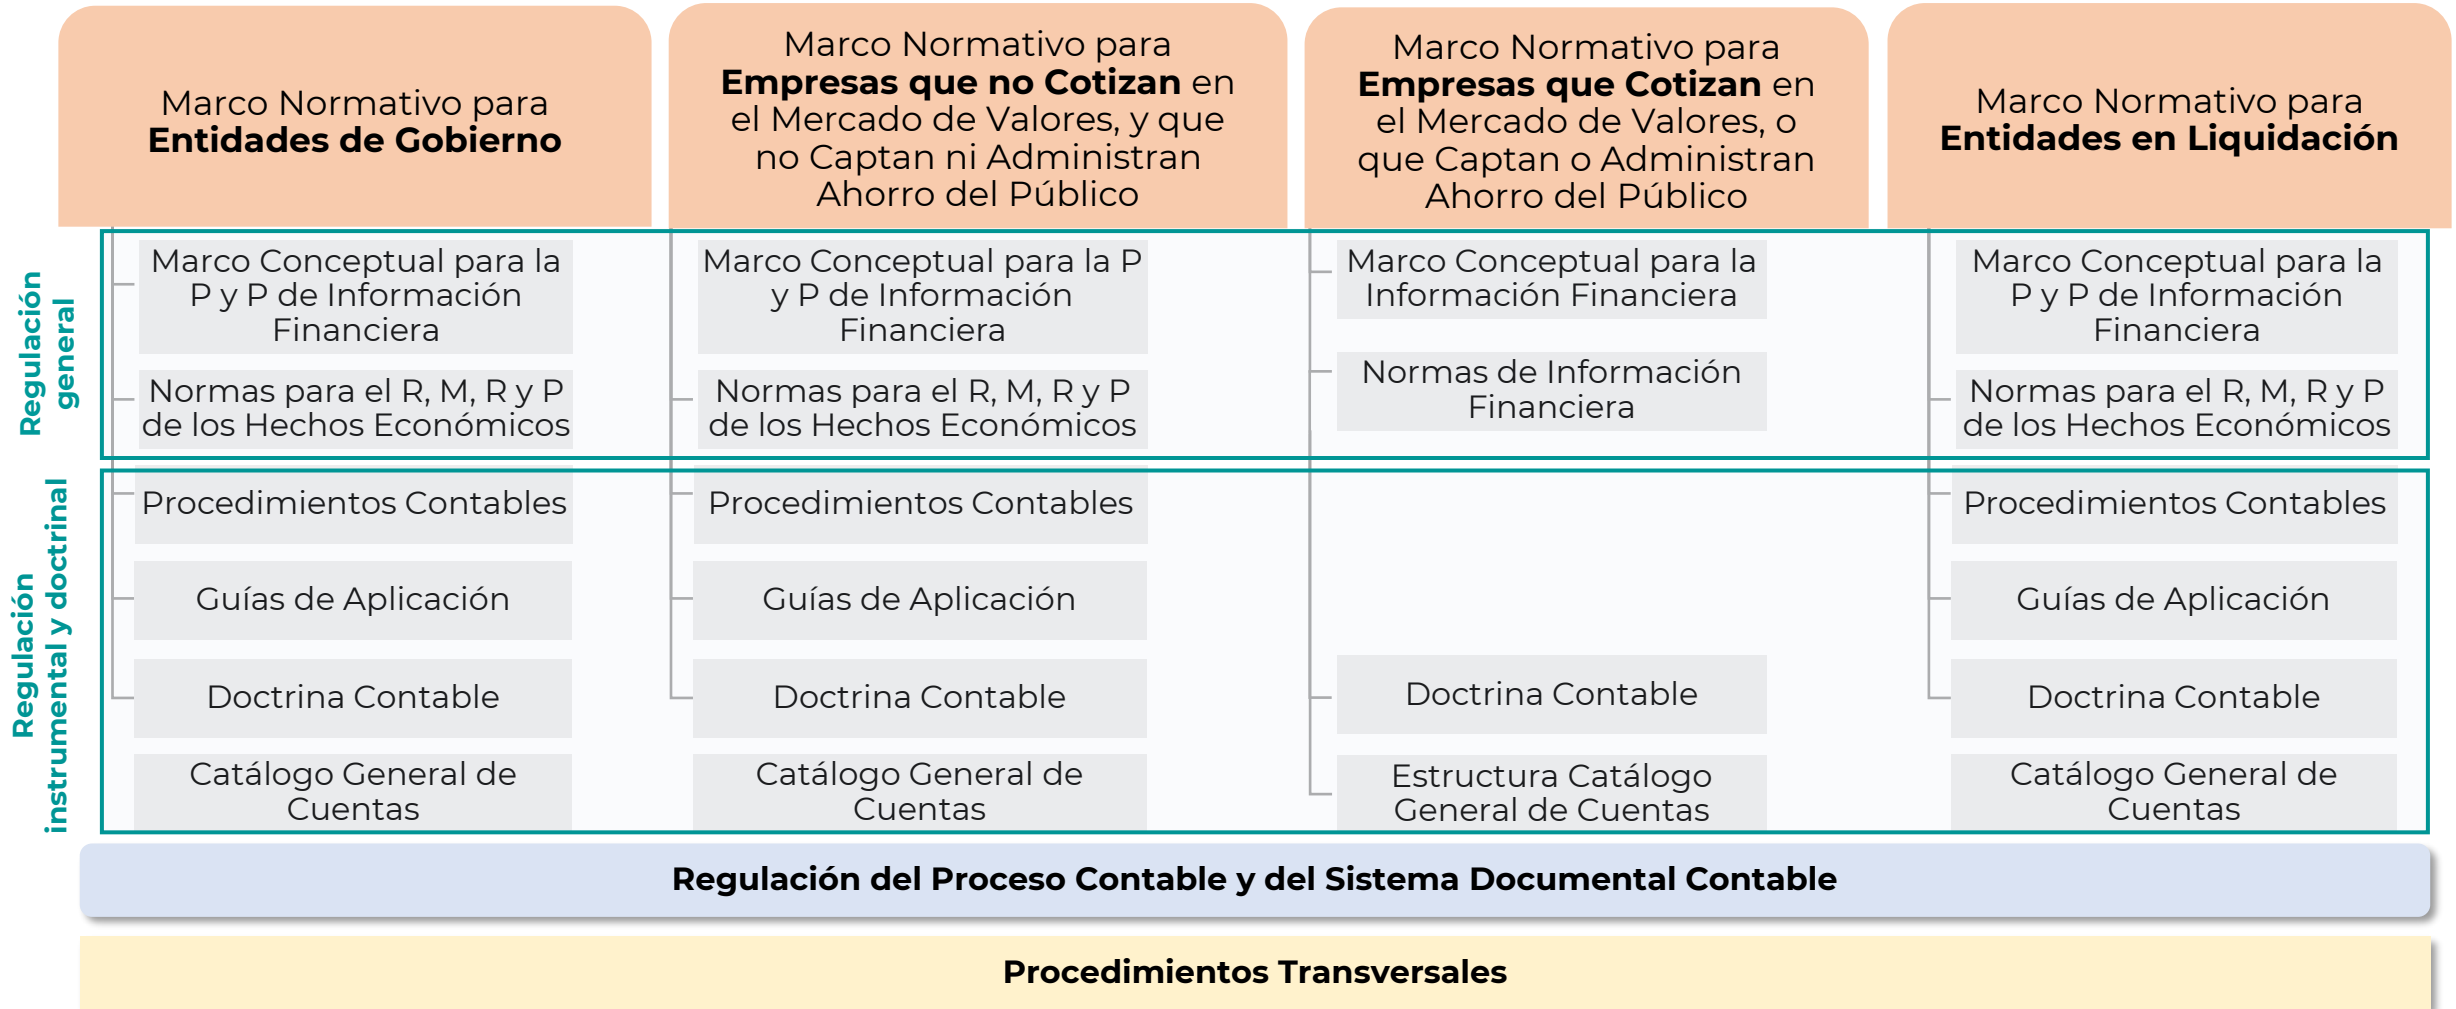 Marco Normativo para
Entidades de Gobierno
Marco Normativo para
Empresas que no Cotizan en
el Mercado de Valores, y que
no Captan ni Administran
Ahorro del Público
Marco Normativo para
Empresas que Cotizan en
el Mercado de Valores, o
que Captan o Administran
Ahorro del Público
Marco Normativo para
Entidades en Liquidación
Regulación
general
Marco Conceptual para la
P y P de Información
Financiera
Marco Conceptual para la P
y P de Información
Financiera
Marco Conceptual para la
Información Financiera
Marco Conceptual para la
P y P de Información
Financiera
Normas para el R, M, R y P
de los Hechos Económicos
Normas para el R, M, R y P
de los Hechos Económicos
Normas de Información
Financiera
Normas para el R, M, R y P
de los Hechos Económicos
Regulación
instrumental y doctrinal
Procedimientos Contables
Procedimientos Contables
Procedimientos Contables
Guías de Aplicación
Guías de Aplicación
Guías de Aplicación
Doctrina Contable
Doctrina Contable
Doctrina Contable
Doctrina Contable
Catálogo General de
Cuentas
Catálogo General de
Cuentas
Estructura Catálogo
General de Cuentas
Catálogo General de
Cuentas
Regulación del Proceso Contable y del Sistema Documental Contable
Procedimientos Transversales